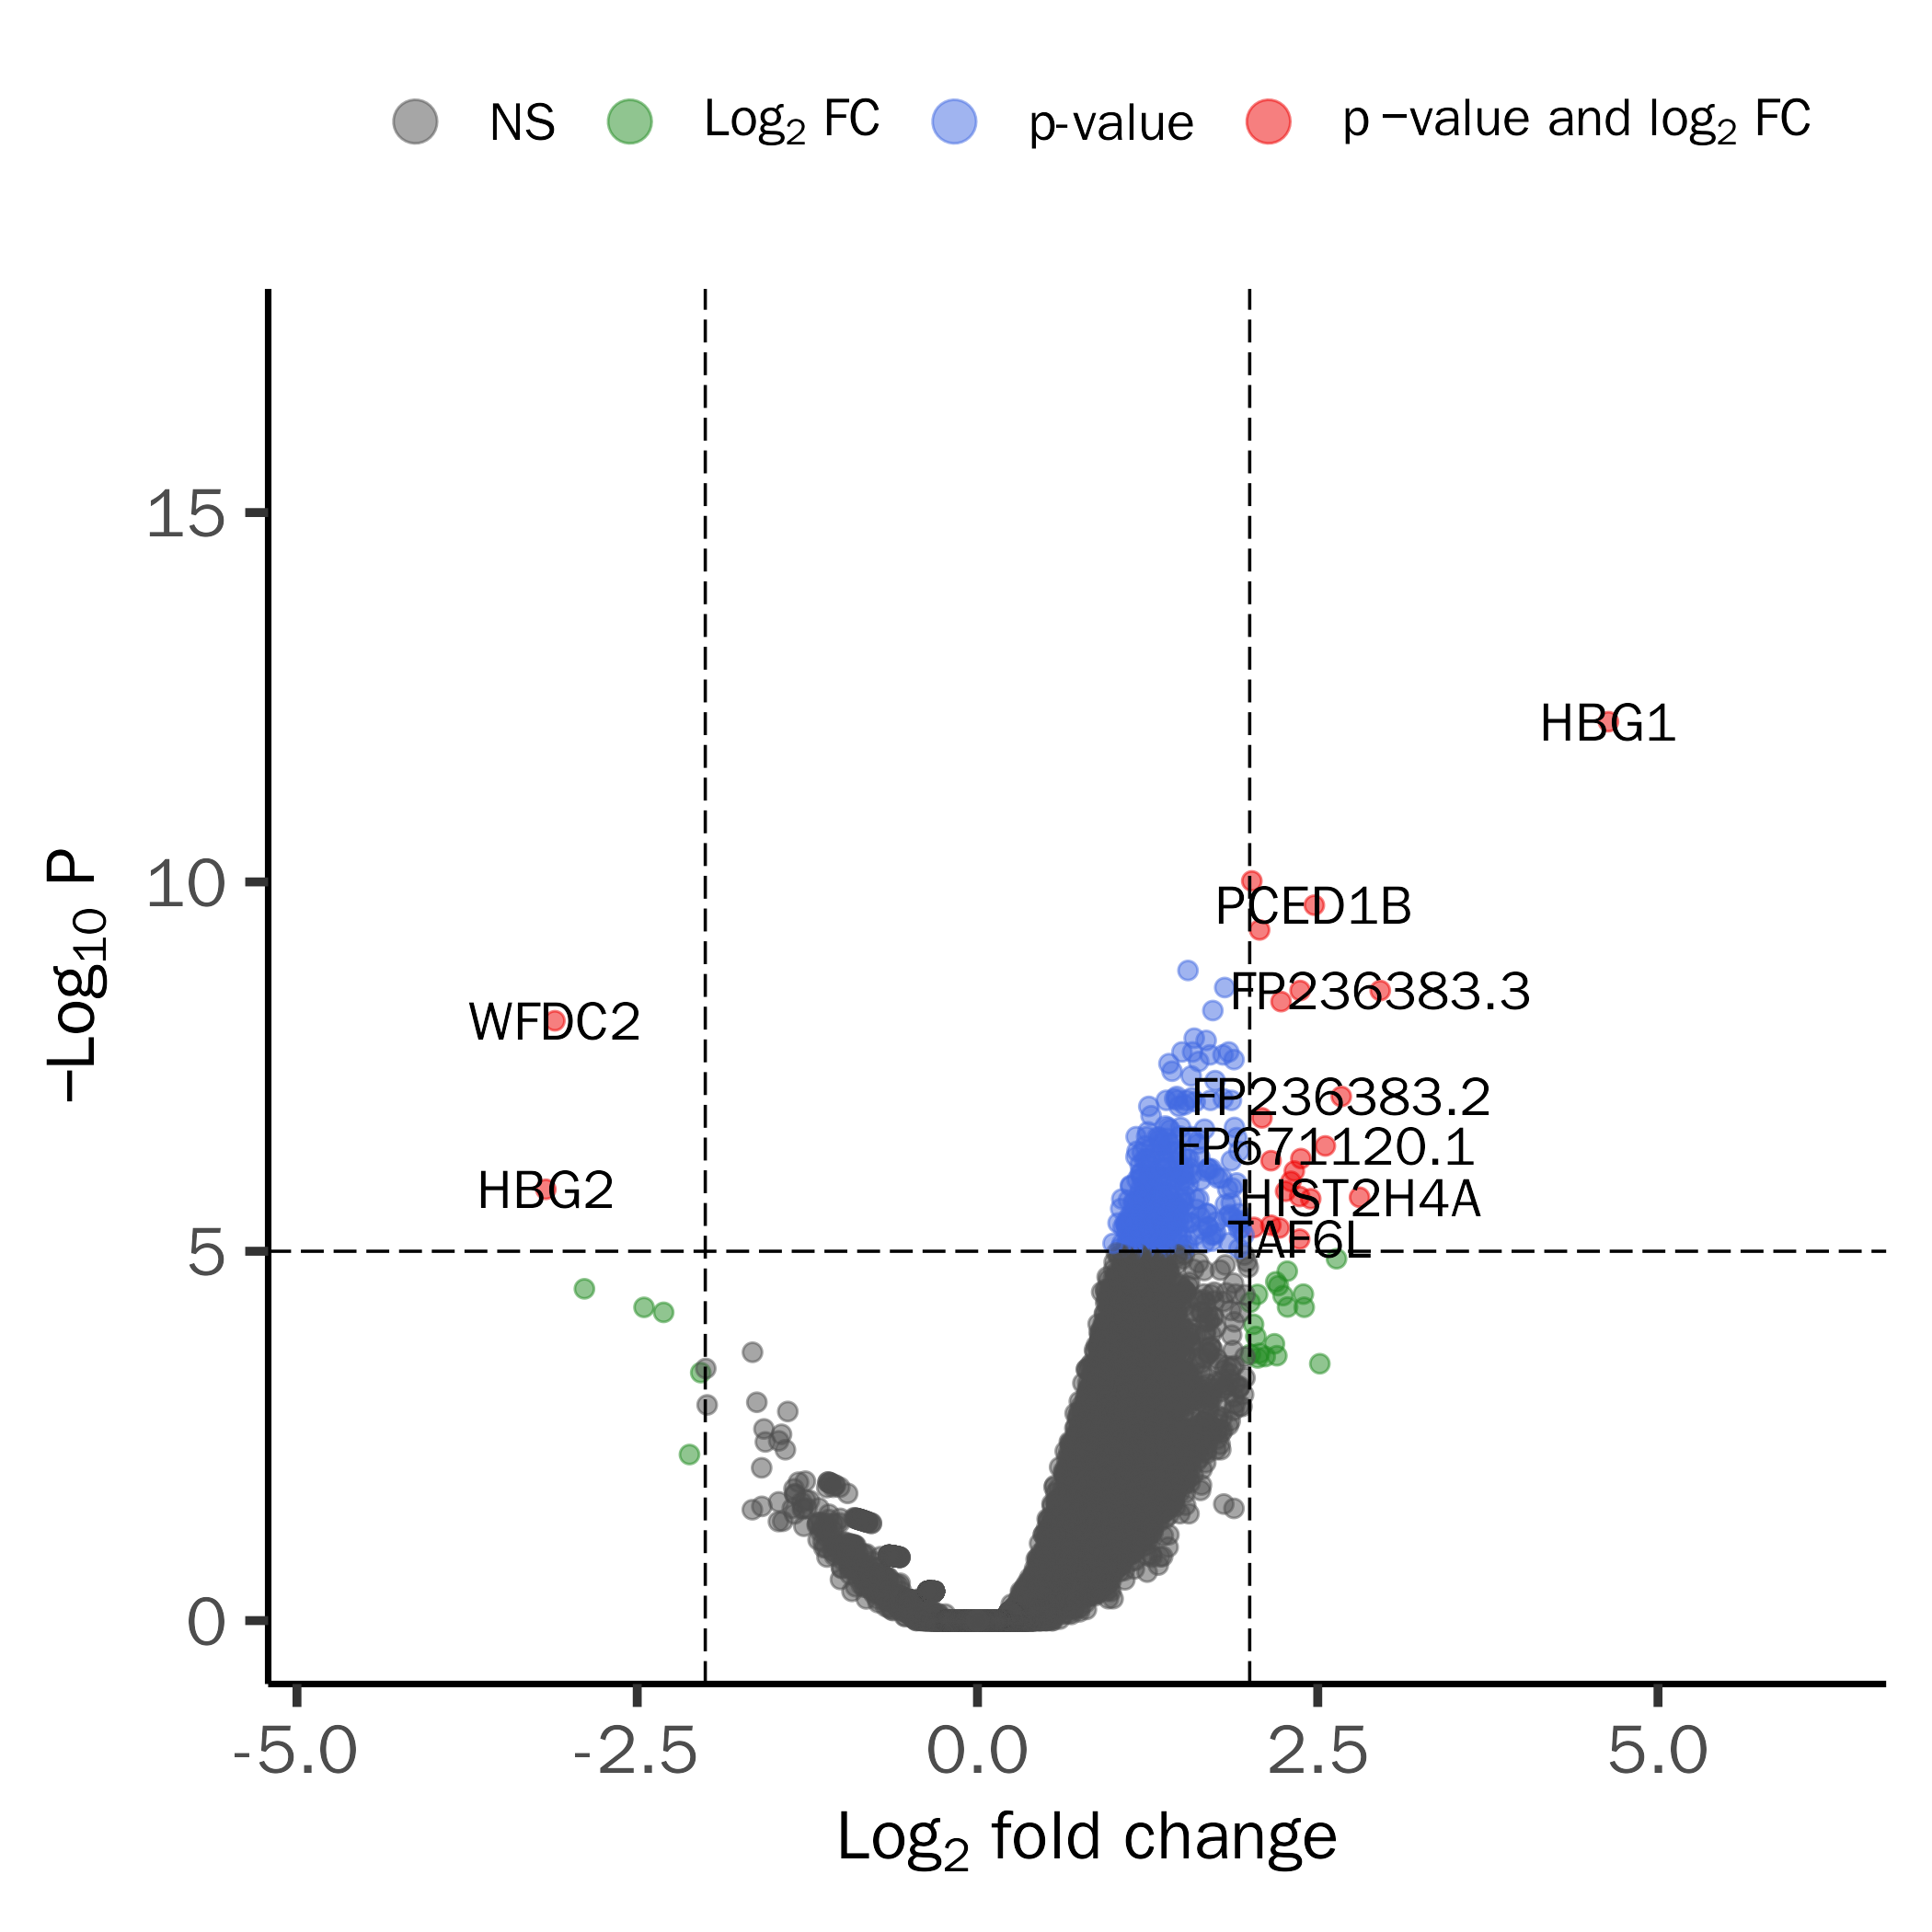 NS Log₂ FC p-value p −value and log₂ FC
15
10
5
0
−Log₁₀ P
HBG1
PCED1B
FP236383.3
WFDC2
FP236383.2
FP671120.1
HBG2
HIST2H4A
TAF6L
-5.0 -2.5 0.0 2.5 5.0
Log₂ fold change